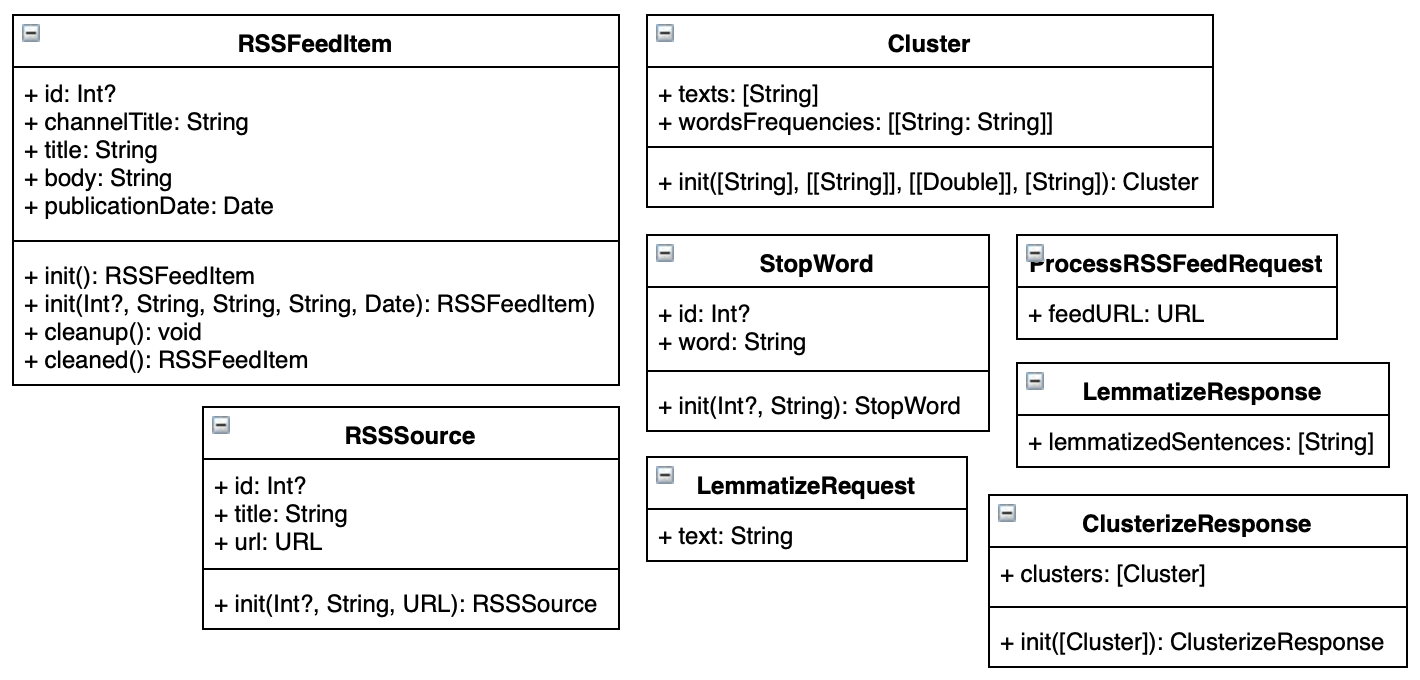 RSSFeedItem
+ id: Int?
+ channelTitle: String
+ title: String
+ body: String
+ publicationDate: Date
+ init(): RSSFeedItem
+ init(Int?, String, String, String, Date): RSSFeedItem)
+ cleanup(): void
+ cleaned(): RSSFeedItem
RSSSource
+ id: Int?
+ title: String
+ url: URL
+ init(Int?, String, URL): RSSSource
Cluster
+ texts: [String]
+ wordsFrequencies: [[String: String]]
+ init([String], [[String]], [[Double]], [String]): Cluster
StopWord
+ id: Int?
+ word: String
+ init(Int?, String): StopWord
LemmatizeRequest
+ text: String
ProcessRSSFeedRequest
+ feedURL: URL
LemmatizeResponse
+ lemmatizedSentences: [String]
ClusterizeResponse
+ clusters: [Cluster]
+ init([Cluster]): ClusterizeResponse